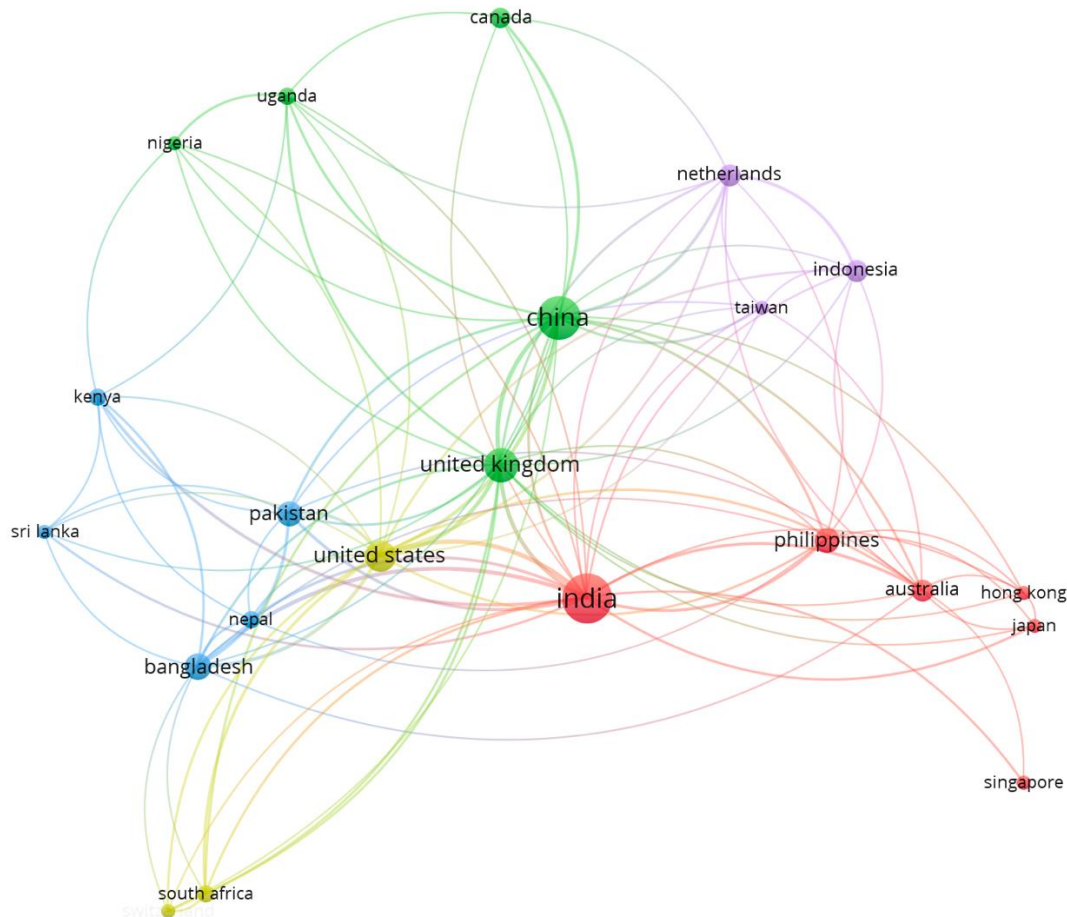 canada
uganda
nigeria
netherlands
indonesia
taiwan
china
kenya
united kingdom
pakistan
sri lanka
philippines
united states
australia
hong kong
india
nepal
japan
bangladesh
singapore
south africa
switzerland